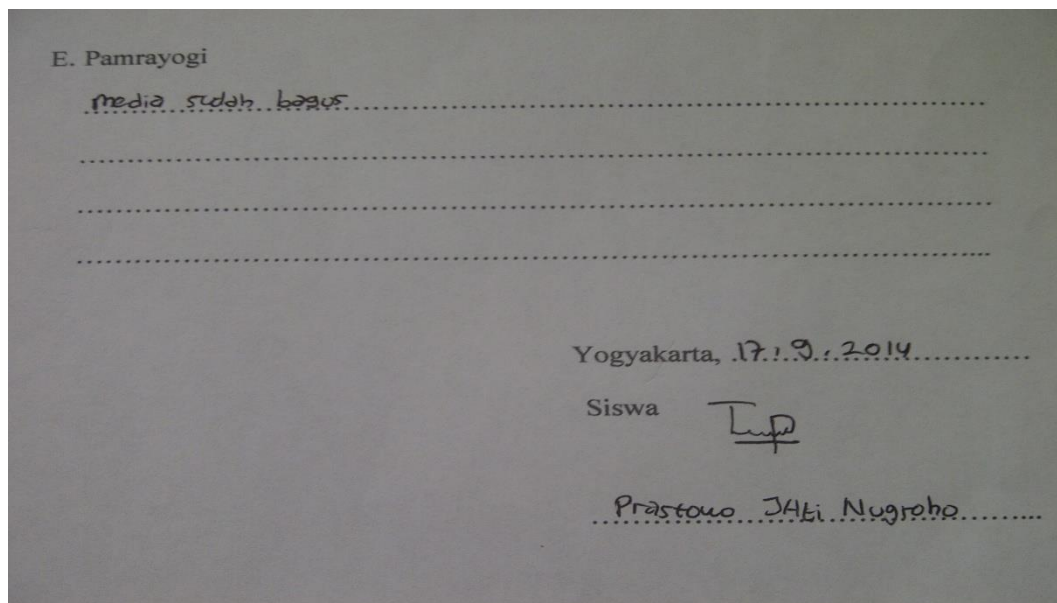 E. Pamrayogi
media sudah bagus
Yogyakarta, 17, 9, 2014
Siswa
Prastowo JAti Nugroho